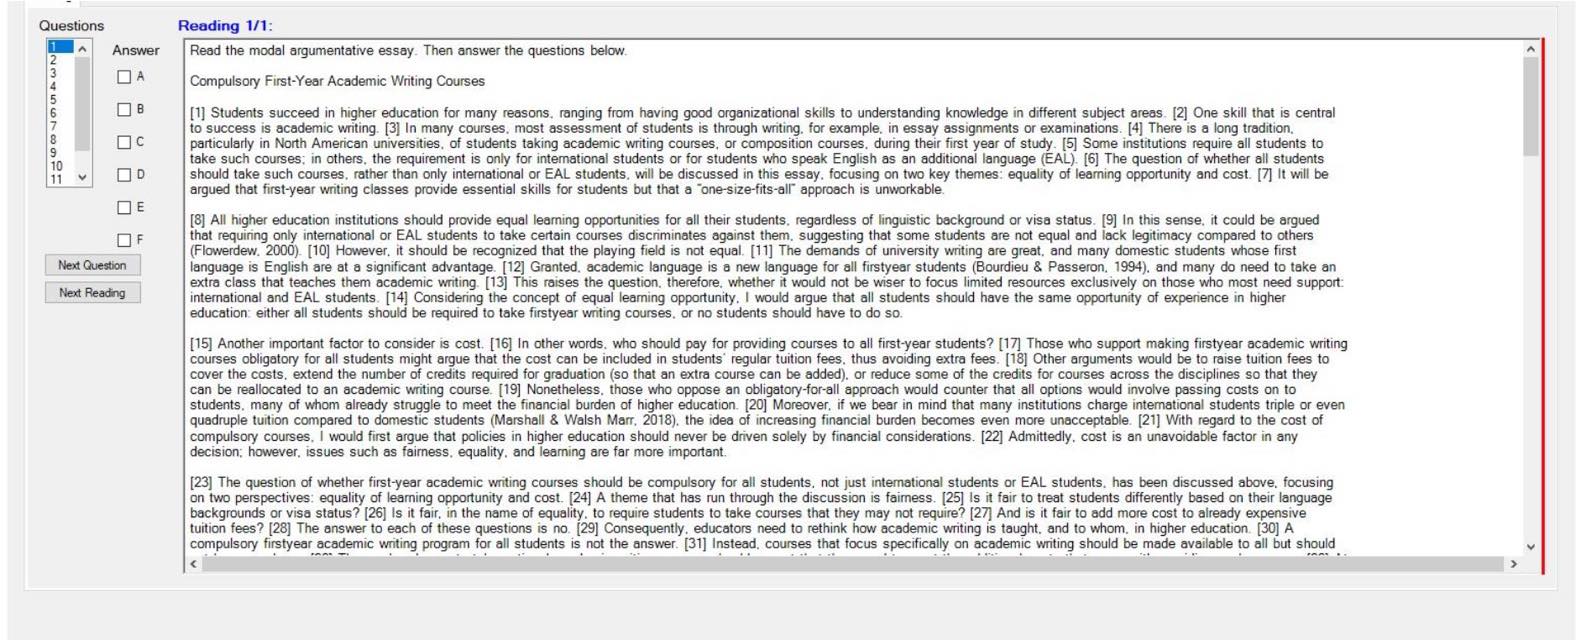 Questions
Reading 1/1:
1
2
3
4
5
6
7
8
9
10
11
Answer
A
B
C
D
E
F
Next Question
Next Reading
Read the modal argumentative essay. Then answer the questions below.
Compulsory First-Year Academic Writing Courses
[1] Students succeed in higher education for many reasons, ranging from having good organizational skills to understanding knowledge in different subject areas. [2] One skill that is central
to success is academic writing. [3] In many courses, most assessment of students is through writing, for example, in essay assignments or examinations. [4] There is a long tradition,
particularly in North American universities, of students taking academic writing courses, or composition courses, during their first year of study. [5] Some institutions require all students to
take such courses; in others, the requirement is only for international students or for students who speak English as an additional language (EAL). [6] The question of whether all students
should take such courses, rather than only international or EAL students, will be discussed in this essay, focusing on two key themes: equality of learning opportunity and cost. [7] It will be
argued that first-year writing classes provide essential skills for students but that a "one-size-fits-all" approach is unworkable.
[8] All higher education institutions should provide equal learning opportunities for all their students, regardless of linguistic background or visa status. [9] In this sense, it could be argued
that requiring only international or EAL students to take certain courses discriminates against them, suggesting that some students are not equal and lack legitimacy compared to others
(Flowerdew, 2000). [10] However, it should be recognized that the playing field is not equal. [11] The demands of university writing are great, and many domestic students whose first
language is English are at a significant advantage. [12] Granted, academic language is a new language for all firstyear students (Bourdieu & Passeron, 1994), and many do need to take an
extra class that teaches them academic writing. [13] This raises the question, therefore, whether it would not be wiser to focus limited resources exclusively on those who most need support:
international and EAL students. [14] Considering the concept of equal learning opportunity, I would argue that all students should have the same opportunity of experience in higher
education: either all students should be required to take firstyear writing courses, or no students should have to do so.
[15] Another important factor to consider is cost. [16] In other words, who should pay for providing courses to all first-year students? [17] Those who support making firstyear academic writing
courses obligatory for all students might argue that the cost can be included in students' regular tuition fees, thus avoiding extra fees. [18] Other arguments would be to raise tuition fees to
cover the costs, extend the number of credits required for graduation (so that an extra course can be added), or reduce some of the credits for courses across the disciplines so that they
can be reallocated to an academic writing course. [19] Nonetheless, those who oppose an obligatory-for-all approach would counter that all options would involve passing costs on to
students, many of whom already struggle to meet the financial burden of higher education. [20] Moreover, if we bear in mind that many institutions charge international students triple or even
quadruple tuition compared to domestic students (Marshall & Walsh Marr, 2018), the idea of increasing financial burden becomes even more unacceptable. [21] With regard to the cost of
compulsory courses, I would first argue that policies in higher education should never be driven solely by financial considerations. [22] Admittedly, cost is an unavoidable factor in any
decision; however, issues such as fairness, equality, and learning are far more important.
[23] The question of whether first-year academic writing courses should be compulsory for all students, not just international students or EAL students, has been discussed above, focusing
on two perspectives: equality of learning opportunity and cost. [24] A theme that has run through the discussion is fairness. [25] Is it fair to treat students differently based on their language
backgrounds or visa status? [26] Is it fair, in the name of equality, to require students to take courses that they may not require? [27] And is it fair to add more cost to already expensive
tuition fees? [28] The answer to each of these questions is no. [29] Consequently, educators need to rethink how academic writing is taught, and to whom, in higher education. [30] A
compulsory firstyear academic writing program for all students is not the answer. [31] Instead, courses that focus specifically on academic writing should be made available to all but should